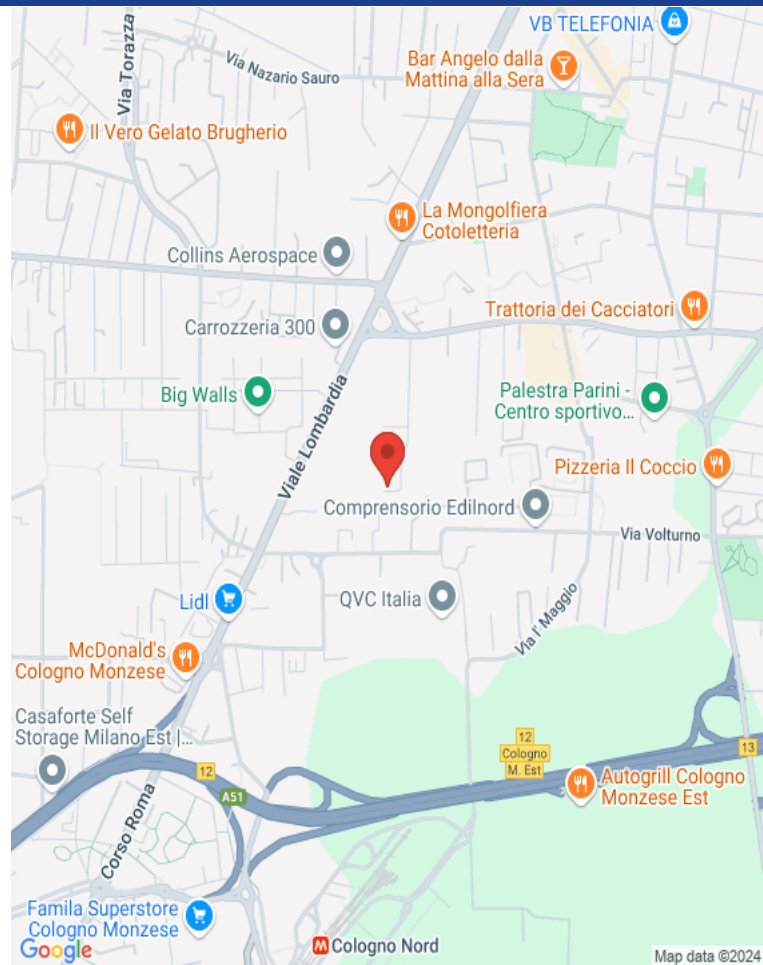 VB TELEFONIA
Bar Angelo dalla
Mattina alla Sera
Via Torazza
Via Nazario Sauro
Il Vero Gelato Brugherio
La Mongolfiera
Cotoletteria
Collins Aerospace
Trattoria dei Cacciatori
Carrozzeria 300
Big Walls
Viale Lombardia
Palestra Parini -
Centro sportivo...
Pizzeria Il Coccio
Comprensorio Edilnord
Via Volturno
Lidl
QVC Italia
Via I° Maggio
McDonald's
Cologno Monzese
Casaforte Self
Storage Milano Est |...
12
Cologno
M. Est
13
12
A51
Autogrill Cologno
Monzese Est
Corso Roma
Famila Superstore
Cologno Monzese
Google
M Cologno Nord
Map data ©2024